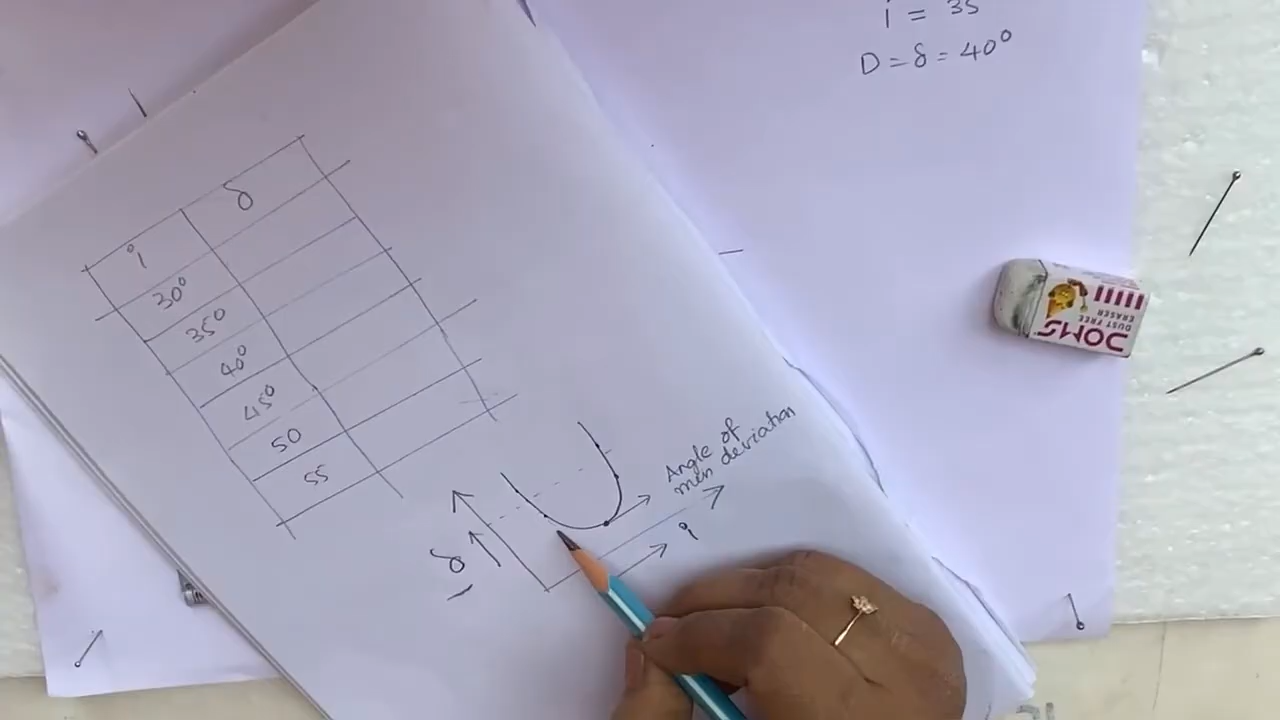 i = 35
D = δ = 40°
i δ
30°
35°
40°
45°
50
55
Angle of
min deviation
δ
i
DOMS
DUST FREE
ERASER